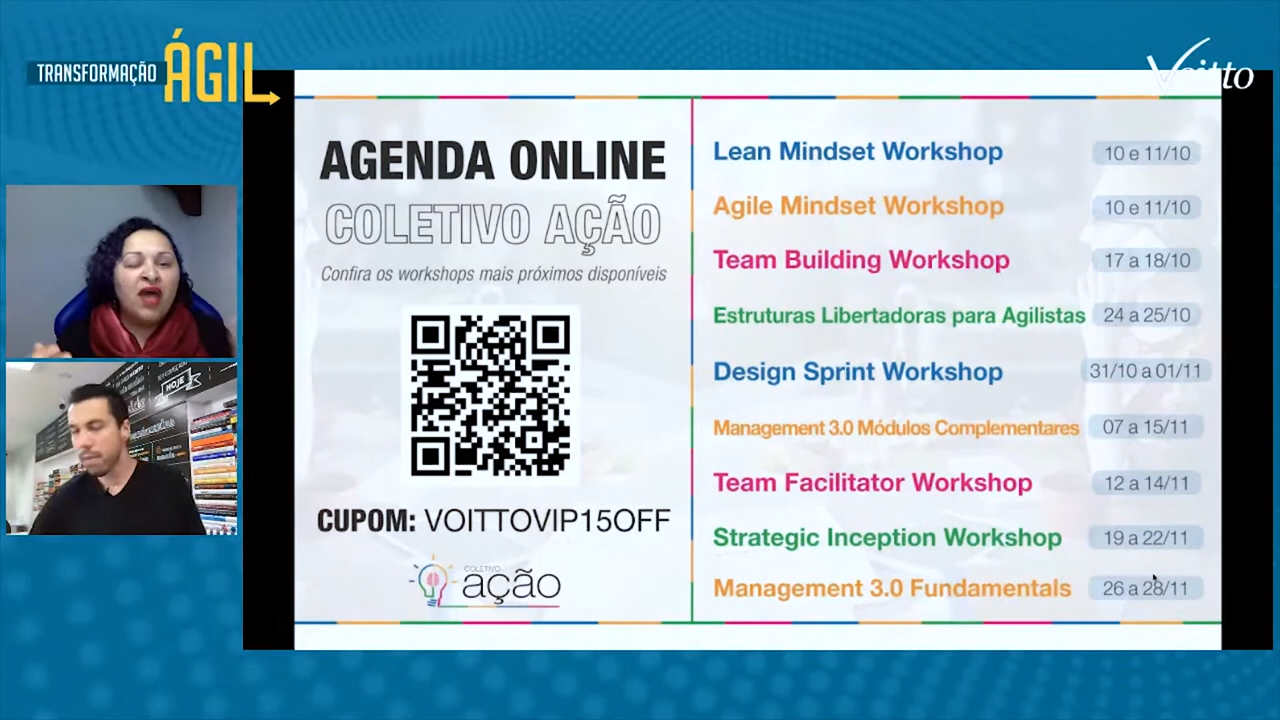 TRANSFORMAÇÃO
ÁGIL
Voitto
AGENDA ONLINE
COLETIVO AÇÃO
Confira os workshops mais próximos disponíveis
CUPOM: VOITTOVIP15OFF
COLETIVO
ação
Lean Mindset Workshop 10 e 11/10
Agile Mindset Workshop 10 e 11/10
Team Building Workshop 17 a 18/10
Estruturas Libertadoras para Agilistas 24 a 25/10
Design Sprint Workshop 31/10 a 01/11
Management 3.0 Módulos Complementares 07 a 15/11
Team Facilitator Workshop 12 a 14/11
Strategic Inception Workshop 19 a 22/11
Management 3.0 Fundamentals 26 a 28/11
HOJE